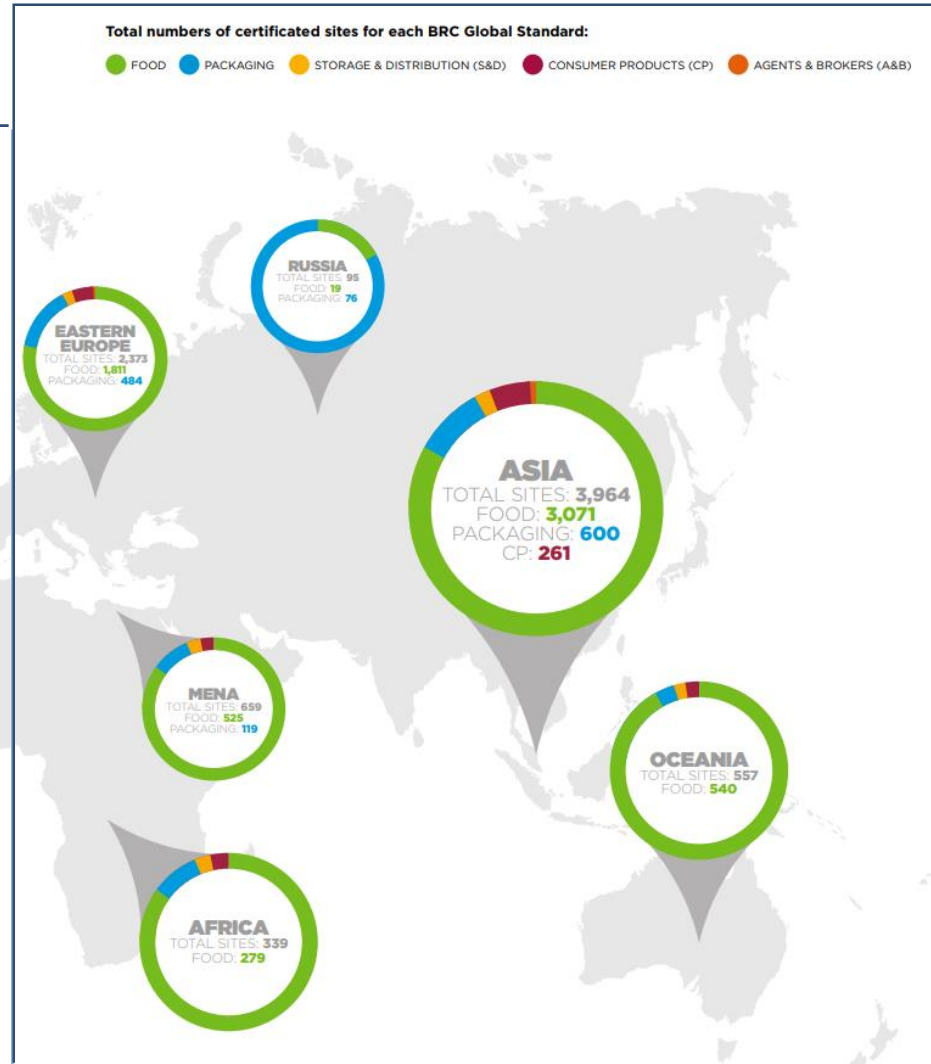 Total numbers of certificated sites for each BRC Global Standard:
FOOD PACKAGING STORAGE & DISTRIBUTION (S&D) CONSUMER PRODUCTS (CP) AGENTS & BROKERS (A&B)
RUSSIA
TOTAL SITES: 95
FOOD: 19
PACKAGING: 76
EASTERN
EUROPE
TOTAL SITES: 2,373
FOOD: 1,811
PACKAGING: 484
ASIA
TOTAL SITES: 3,964
FOOD: 3,071
PACKAGING: 600
CP: 261
MENA
TOTAL SITES: 659
FOOD: 525
PACKAGING: 119
OCEANIA
TOTAL SITES: 557
FOOD: 540
AFRICA
TOTAL SITES: 339
FOOD: 279